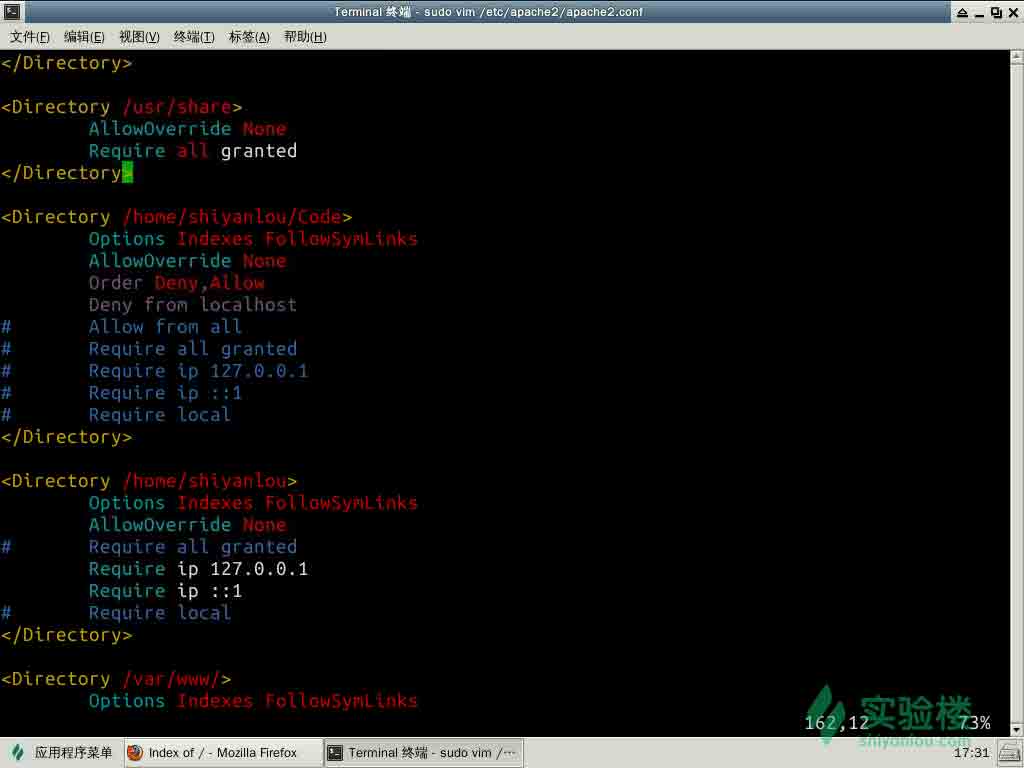 Terminal 终端 - sudo vim /etc/apache2/apache2.conf
文件(F) 编辑(E) 视图(V) 终端(T) 标签(A) 帮助(H)
</Directory>
<Directory /usr/share>
AllowOverride None
Require all granted
</Directory>
<Directory /home/shiyanlou/Code>
Options Indexes FollowSymLinks
AllowOverride None
Order Deny,Allow
Deny from localhost
# Allow from all
# Require all granted
# Require ip 127.0.0.1
# Require ip ::1
# Require local
</Directory>
<Directory /home/shiyanlou>
Options Indexes FollowSymLinks
AllowOverride None
# Require all granted
Require ip 127.0.0.1
Require ip ::1
# Require local
</Directory>
<Directory /var/www/>
Options Indexes FollowSymLinks
162,12 73%
实验楼
shiyanlou.com
应用程序菜单 Index of / - Mozilla Firefox Terminal 终端 - sudo vim /··· 17:31